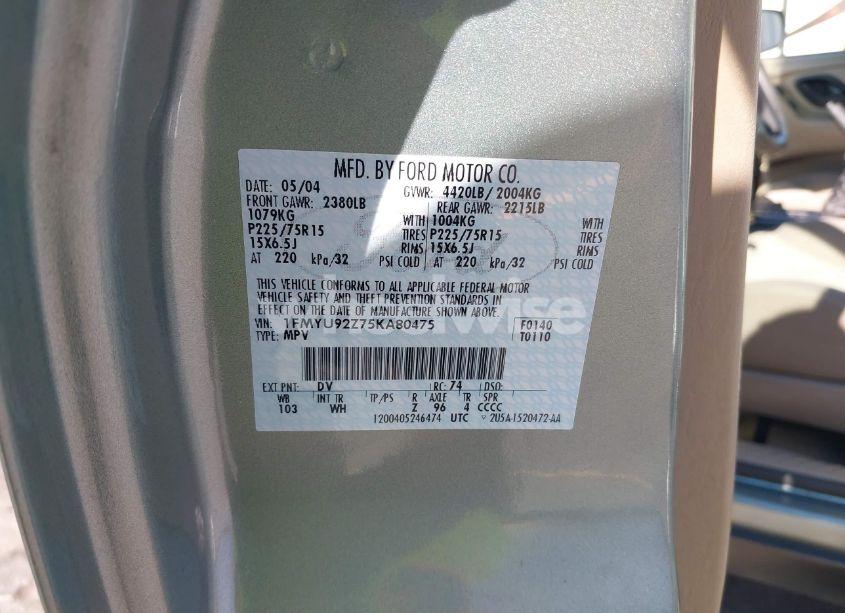 MFD. BY FORD MOTOR CO.
DATE: 05/04 GVWR: 4420LB/ 2004KG
FRONT GAWR: 2380LB REAR GAWR: 2215LB
1079KG WITH 1004KG WITH
P225/75R15 TIRES P225/75R15 TIRES
15X6.5J RIMS 15X6.5J RIMS
AT 220 kPa/32 PSI COLD AT 220 kPa/32 PSI COLD
THIS VEHICLE CONFORMS TO ALL APPLICABLE FEDERAL MOTOR
VEHICLE SAFETY AND THEFT PREVENTION STANDARDS IN
EFFECT ON THE DATE OF MANUFACTURE SHOWN ABOVE.
VIN: 1FMYU92Z75KA80475 F0140
TYPE: MPV T0110
EXT PNT: DV RC: 74 DSO:
WB INT TR TP/PS R AXLE TR SPR
103 WH Z 96 4 CCCC
1200405246474 UTC 2U5A-1520472-AA